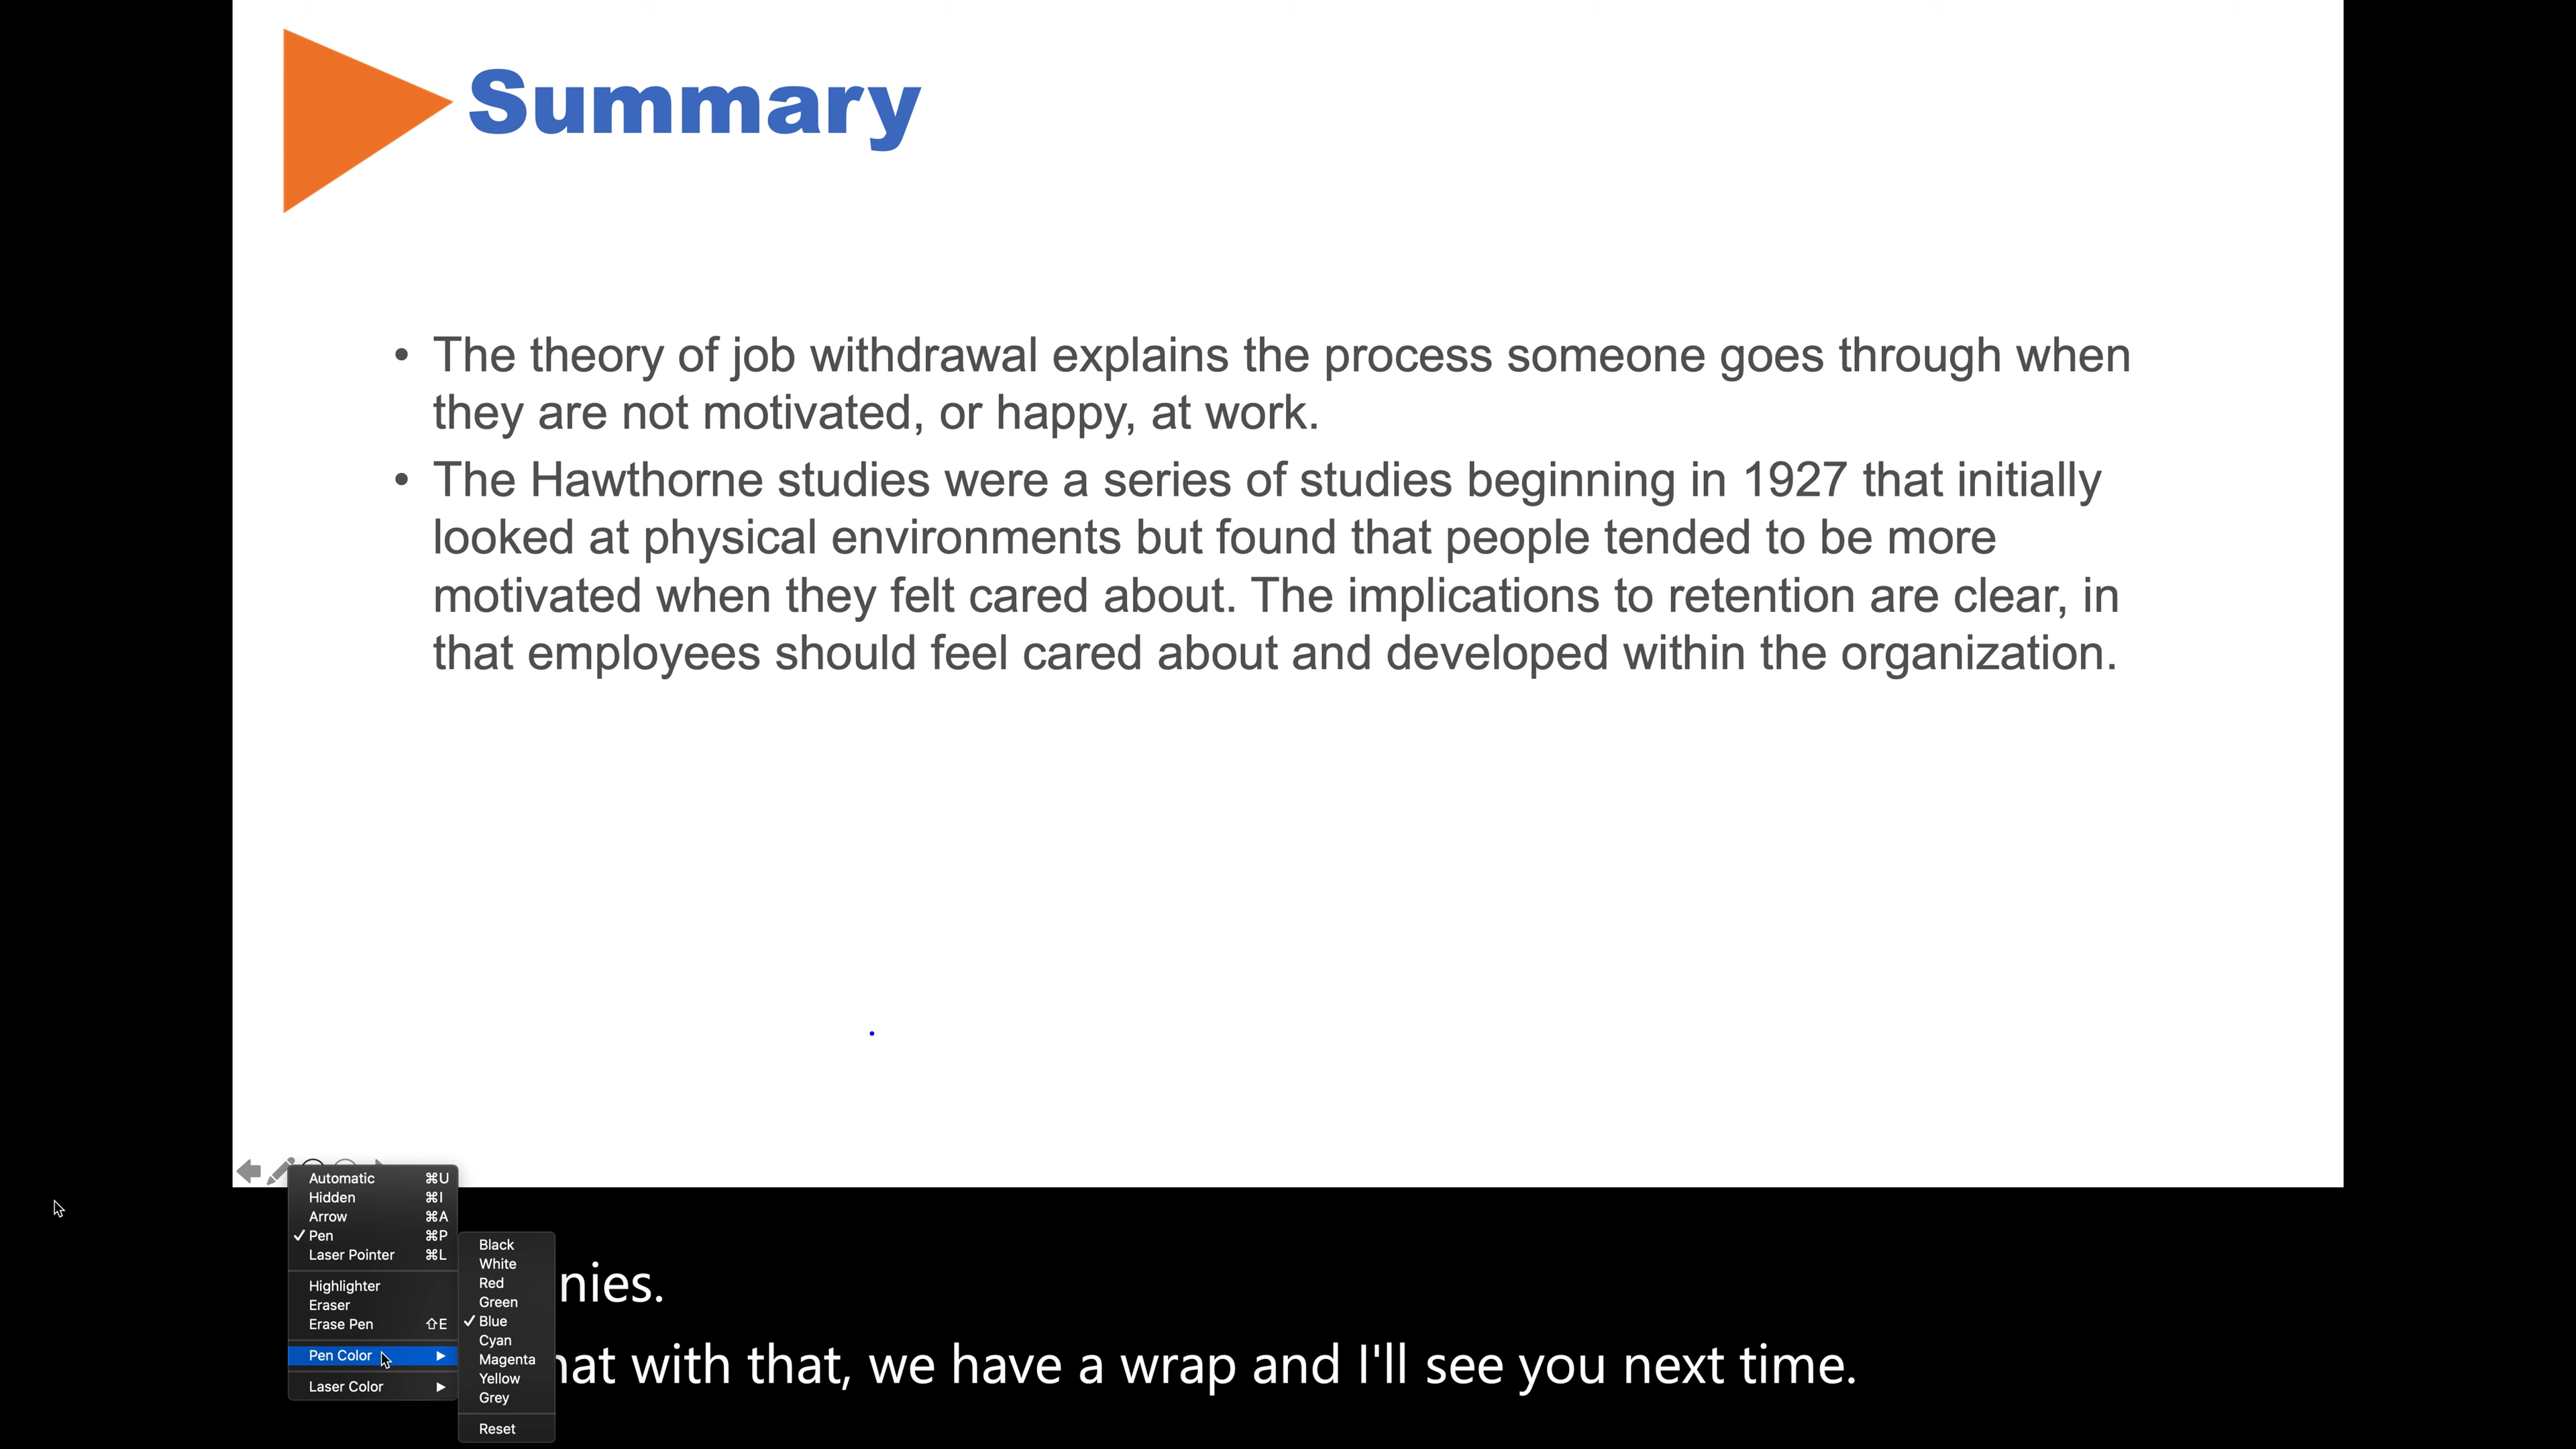 Summary
• The theory of job withdrawal explains the process someone goes through when
they are not motivated, or happy, at work.
• The Hawthorne studies were a series of studies beginning in 1927 that initially
looked at physical environments but found that people tended to be more
motivated when they felt cared about. The implications to retention are clear, in
that employees should feel cared about and developed within the organization.
Automatic ⌘U
Hidden ⌘I
Arrow ⌘A
✓ Pen ⌘P
Laser Pointer ⌘L
Highlighter
Eraser
Erase Pen ⇧E
Pen Color ▶
Laser Color ▶
Black
White
Red
Green
✓ Blue
Cyan
Magenta
Yellow
Grey
Reset
nies.
hat with that, we have a wrap and I'll see you next time.